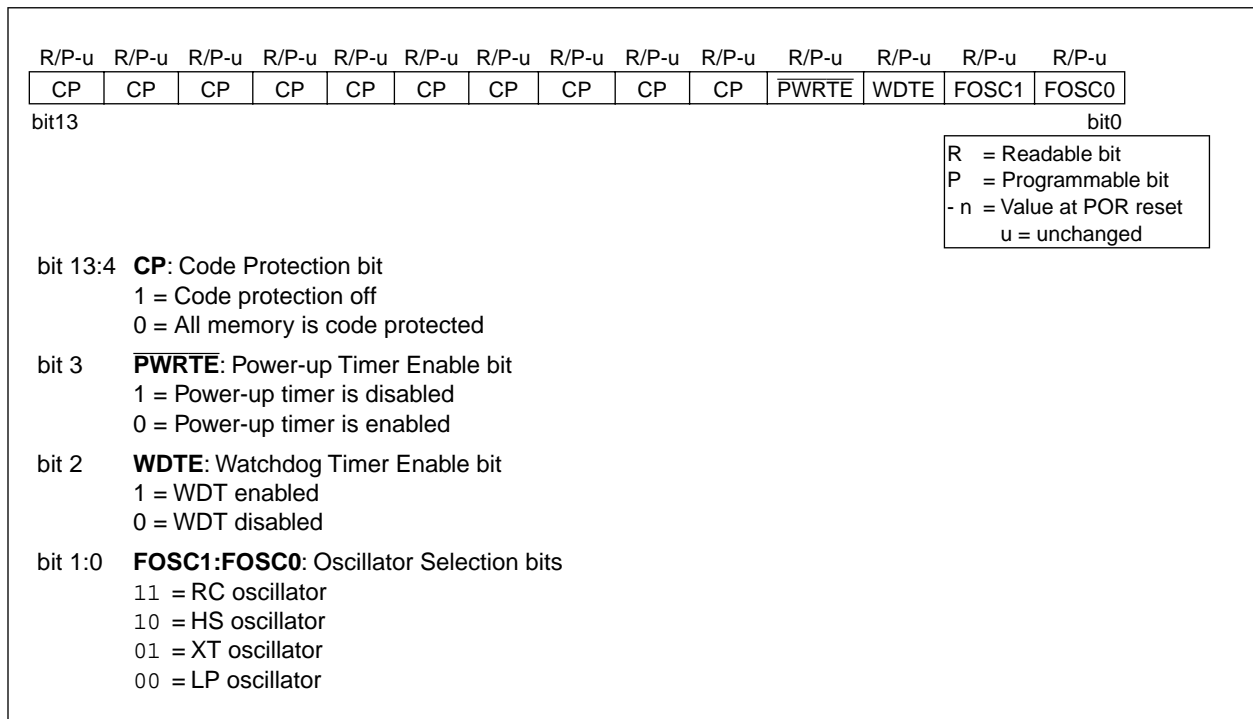 R/P-u R/P-u R/P-u R/P-u R/P-u R/P-u R/P-u R/P-u R/P-u R/P-u R/P-u R/P-u R/P-u R/P-u
CP CP CP CP CP CP CP CP CP CP PWRTE WDTE FOSC1 FOSC0
bit13 bit0
R = Readable bit
P = Programmable bit
- n = Value at POR reset
u = unchanged
bit 13:4 CP: Code Protection bit
1 = Code protection off
0 = All memory is code protected
bit 3 PWRTE: Power-up Timer Enable bit
1 = Power-up timer is disabled
0 = Power-up timer is enabled
bit 2 WDTE: Watchdog Timer Enable bit
1 = WDT enabled
0 = WDT disabled
bit 1:0 FOSC1:FOSC0: Oscillator Selection bits
11 = RC oscillator
10 = HS oscillator
01 = XT oscillator
00 = LP oscillator